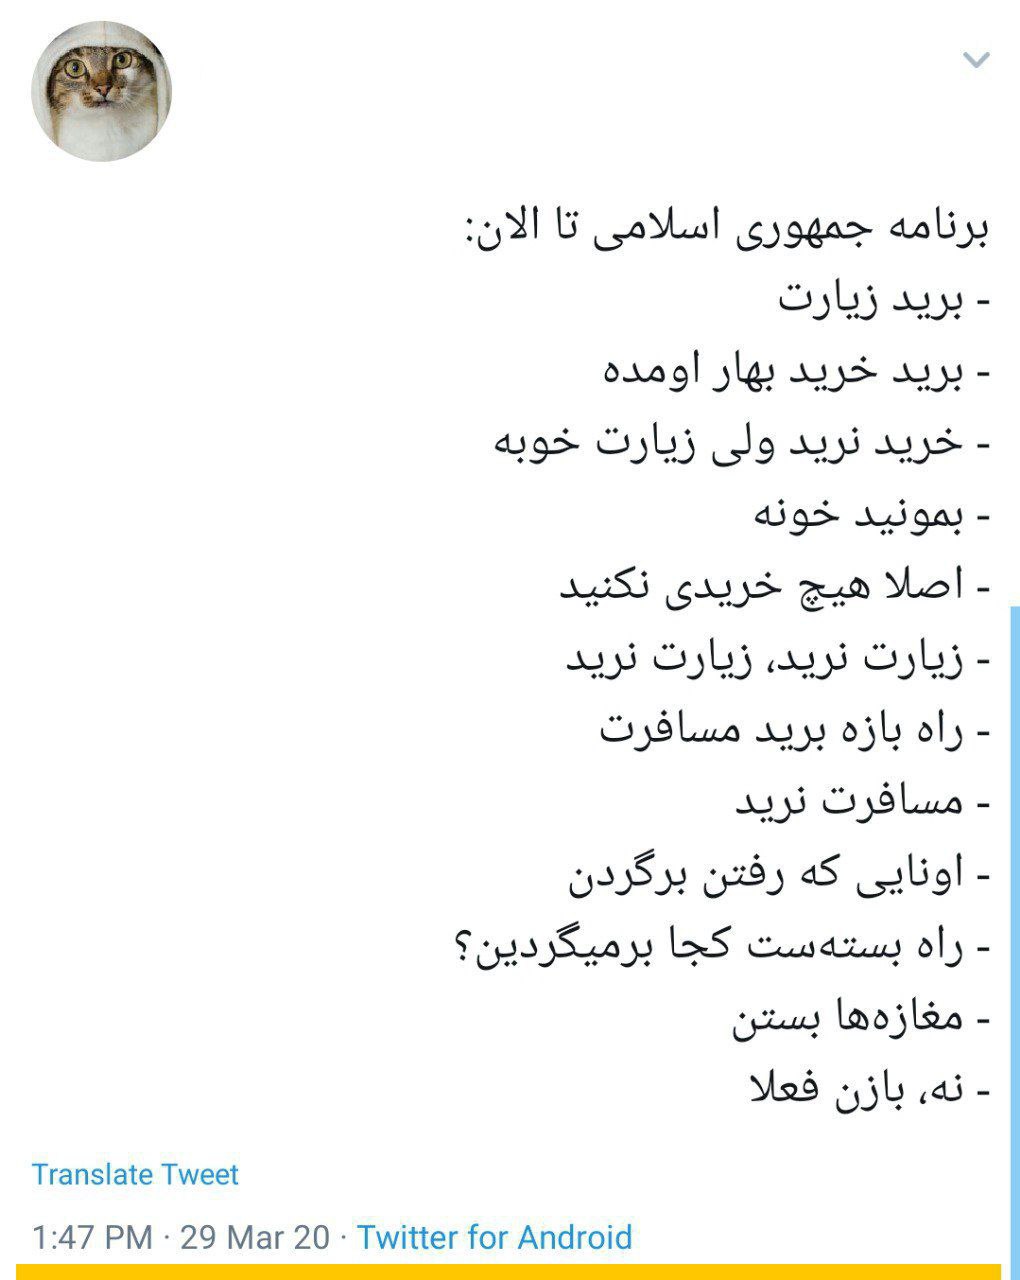 برنامه جمهوری اسلامی تا الان:
- برید زیارت
- برید خرید بهار اومده
- خرید نرید ولی زیارت خوبه
- بمونید خونه
- اصلا هیچ خریدی نکنید
- زیارت نرید، زیارت نرید
- راه بازه برید مسافرت
- مسافرت نرید
- اونایی که رفتن برگردن
- راه بسته‌ست کجا برمیگردین؟
- مغازه‌ها بستن
- نه، بازن فعلا
Translate Tweet
1:47 PM · 29 Mar 20 · Twitter for Android